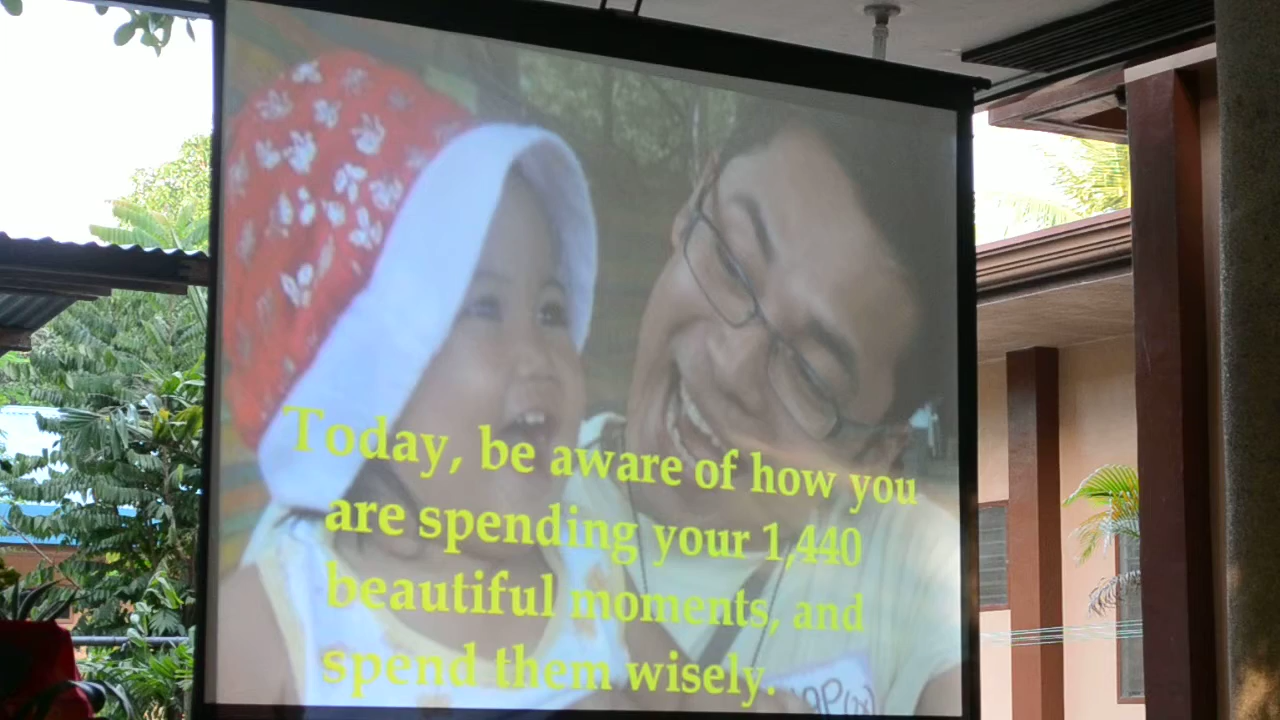 Today, be aware of how you
are spending your 1,440
beautiful moments, and
spend them wisely.